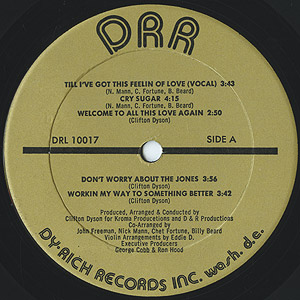 DRR
TILL I'VE GOT THIS FEELIN OF LOVE (VOCAL) 3:43
(N. Mann, C. Fortune, B. Beard)
CRY SUGAR 4:15
(N. Mann, C. Fortune, B. Beard)
WELCOME TO ALL THIS LOVE AGAIN 2:50
(Clifton Dyson)
DRL 10017 SIDE A
DON'T WORRY ABOUT THE JONES 3:56
(Clifton Dyson)
WORKIN MY WAY TO SOMETHING BETTER 3:42
(Clifton Dyson)
Produced, Arranged & Conducted by
Clifton Dyson for Kroma Productions and D & R Productions
Co-Arranged by
John Freeman, Nick Mann, Chet Fortune, Billy Beard
Violin Arrangements by Eddie D.
Executive Producers
George Cobb & Ron Hood
DY-RICH RECORDS INC. wash. d.c.